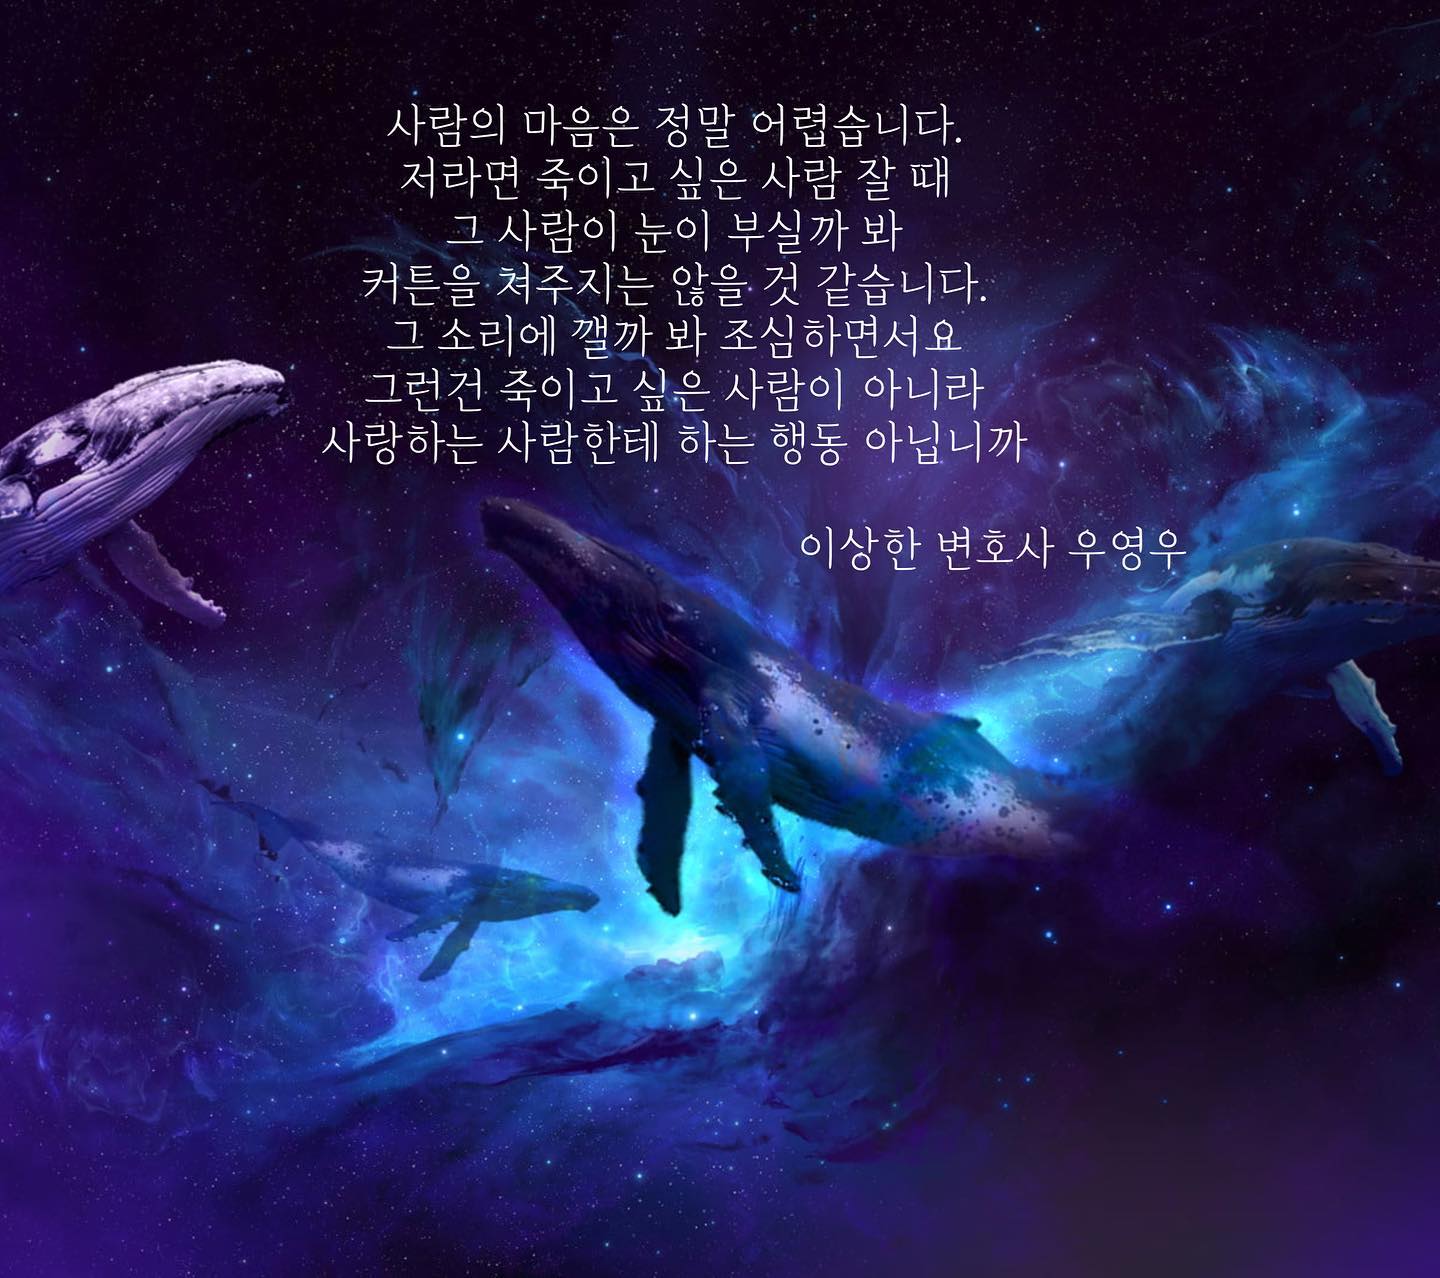 사람의 마음은 정말 어렵습니다.
저라면 죽이고 싶은 사람 잘 때
그 사람이 눈이 부실까 봐
커튼을 쳐주지는 않을 것 같습니다.
그 소리에 깰까 봐 조심하면서요
그런건 죽이고 싶은 사람이 아니라
사랑하는 사람한테 하는 행동 아닙니까
이상한 변호사 우영우